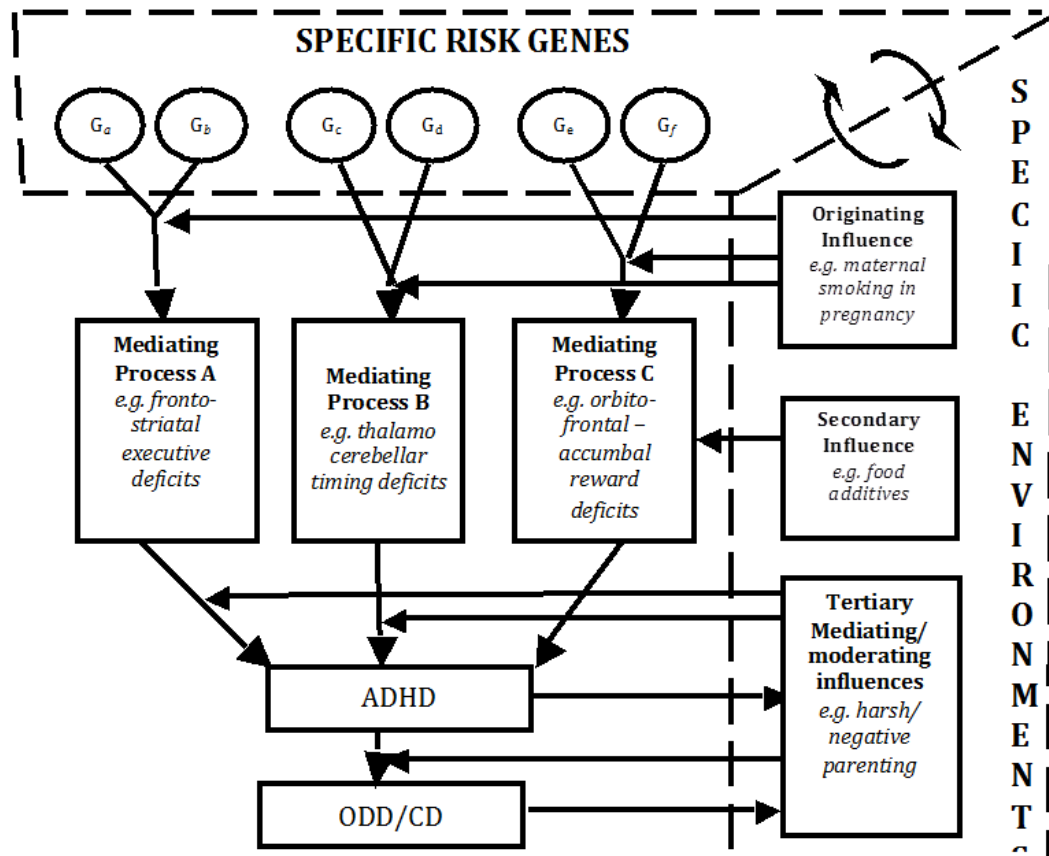 SPECIFIC RISK GENES
Ga
Gb
Gc
Gd
Ge
Gf
Originating
Influence
e.g. maternal
smoking in
pregnancy
Mediating
Process A
e.g. fronto-
striatal
executive
deficits
Mediating
Process B
e.g. thalamo
cerebellar
timing deficits
Mediating
Process C
e.g. orbito-
frontal –
accumbal
reward
deficits
Secondary
Influence
e.g. food
additives
Tertiary
Mediating/
moderating
influences
e.g. harsh/
negative
parenting
ADHD
ODD/CD
SPECIIC ENVIRONMENTS